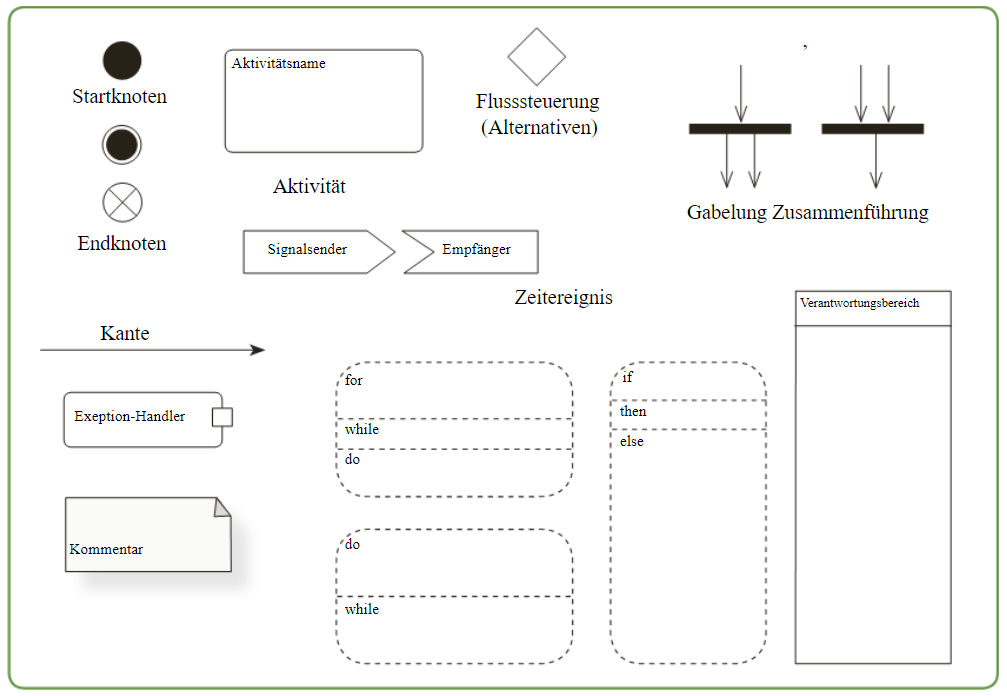 Startknoten
Endknoten
Aktivitätsname
Aktivität
Flusssteuerung
(Alternativen)
,
Gabelung Zusammenführung
Signalsender
Empfänger
Zeitereignis
Kante
Exeption-Handler
Kommentar
for
while
do
do
while
if
then
else
Verantwortungsbereich